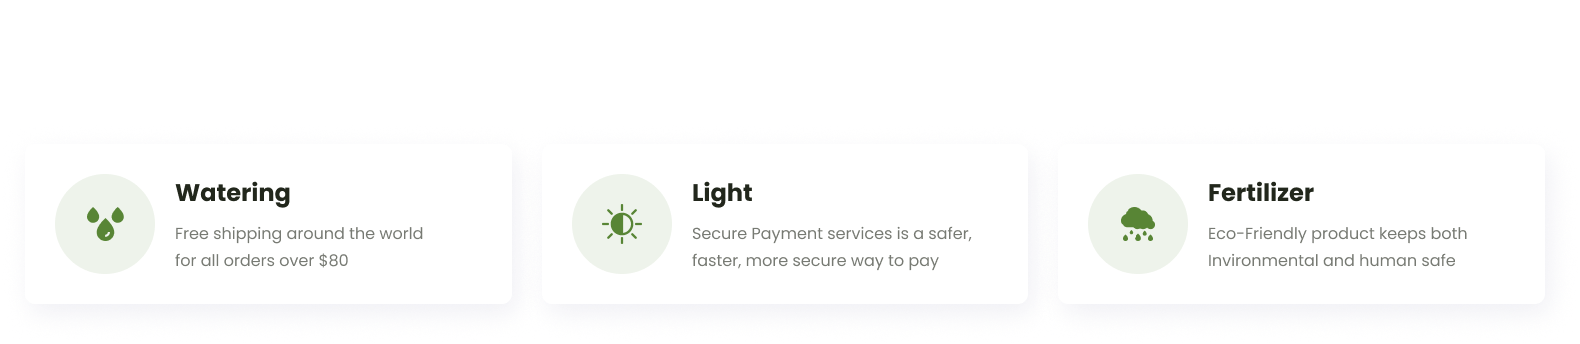 Watering
Free shipping around the world
for all orders over $80
Light
Secure Payment services is a safer,
faster, more secure way to pay
Fertilizer
Eco-Friendly product keeps both
Invironmental and human safe